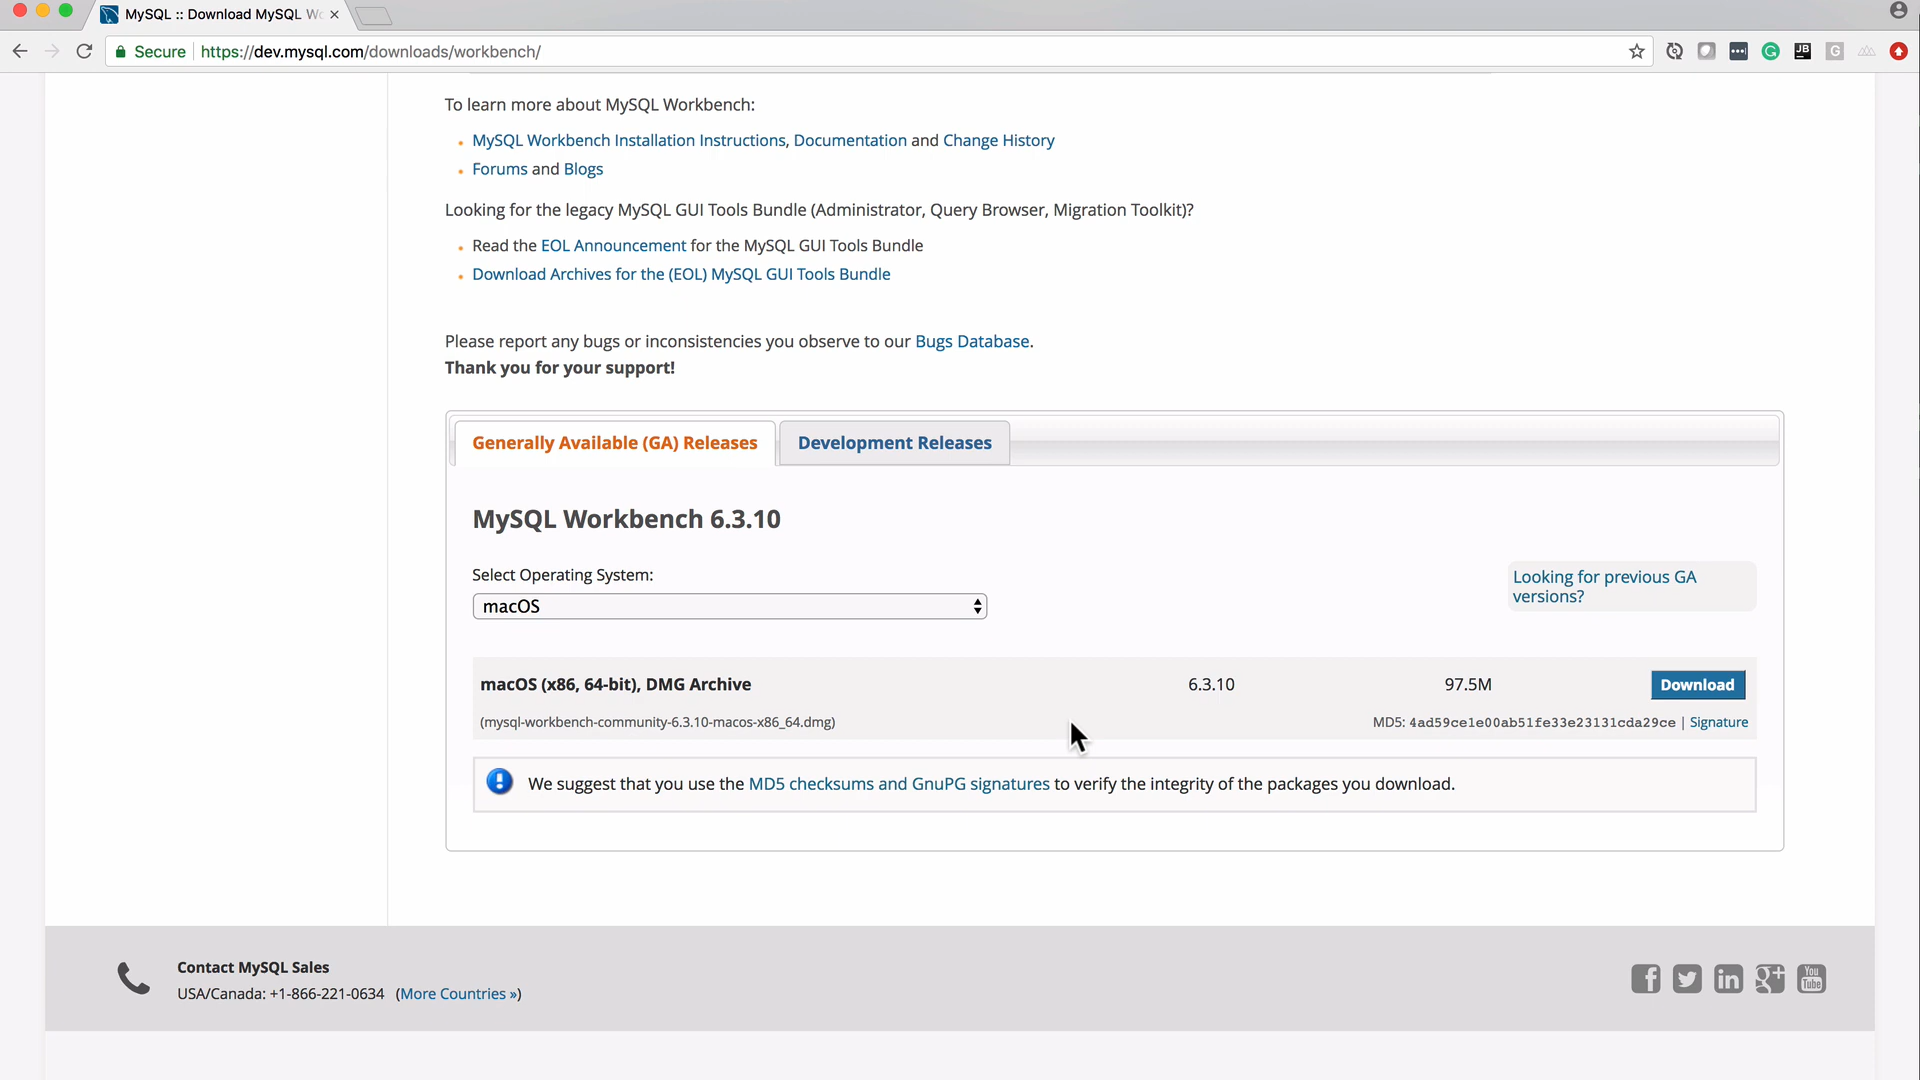 MySQL :: Download MySQL Wo
Secure https://dev.mysql.com/downloads/workbench/
JB
G
To learn more about MySQL Workbench:
MySQL Workbench Installation Instructions, Documentation and Change History
Forums and Blogs
Looking for the legacy MySQL GUI Tools Bundle (Administrator, Query Browser, Migration Toolkit)?
Read the EOL Announcement for the MySQL GUI Tools Bundle
Download Archives for the (EOL) MySQL GUI Tools Bundle
Please report any bugs or inconsistencies you observe to our Bugs Database.
Thank you for your support!
Generally Available (GA) Releases Development Releases
MySQL Workbench 6.3.10
Select Operating System:
macOS
Looking for previous GA
versions?
macOS (x86, 64-bit), DMG Archive 6.3.10 97.5M Download
(mysql-workbench-community-6.3.10-macos-x86_64.dmg) MD5: 4ad59ce1e00ab51fe33e23131cda29ce | Signature
We suggest that you use the MD5 checksums and GnuPG signatures to verify the integrity of the packages you download.
Contact MySQL Sales
USA/Canada: +1-866-221-0634 (More Countries »)
f in g+ You Tube